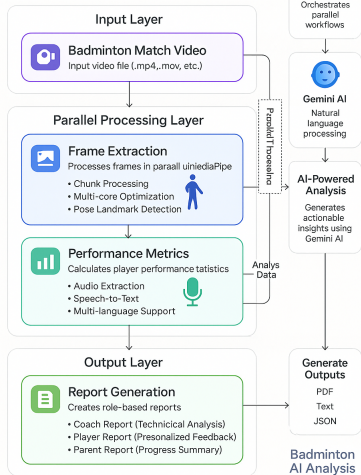 Input Layer
Badminton Match Video
Input video file (.mp4,.mov, etc.)
Parallel Processing Layer
Frame Extraction
Processes frames in paraall uiniediaPipe
• Chunk Processing
• Multi-core Optimization
• Pose Landmark Detection
Performance Metrics
Calculates player performance tatistics
• Audio Extraction
• Speech-to-Text
• Multi-language Support
Analys
Data
Output Layer
Report Generation
Creates role-based reports
• Coach Report (Technicical Analysis)
• Player Report (Presonalized Feedback)
• Parent Report (Progress Summary)
Orchestrates
parallel
workflows
Gemini AI
Natural
language
processing
AI-Powered
Analysis
Generates
actionable
insights using
Gemini AI
Generate
Outputs
PDF
Text
JSON
Badminton
AI Analysis